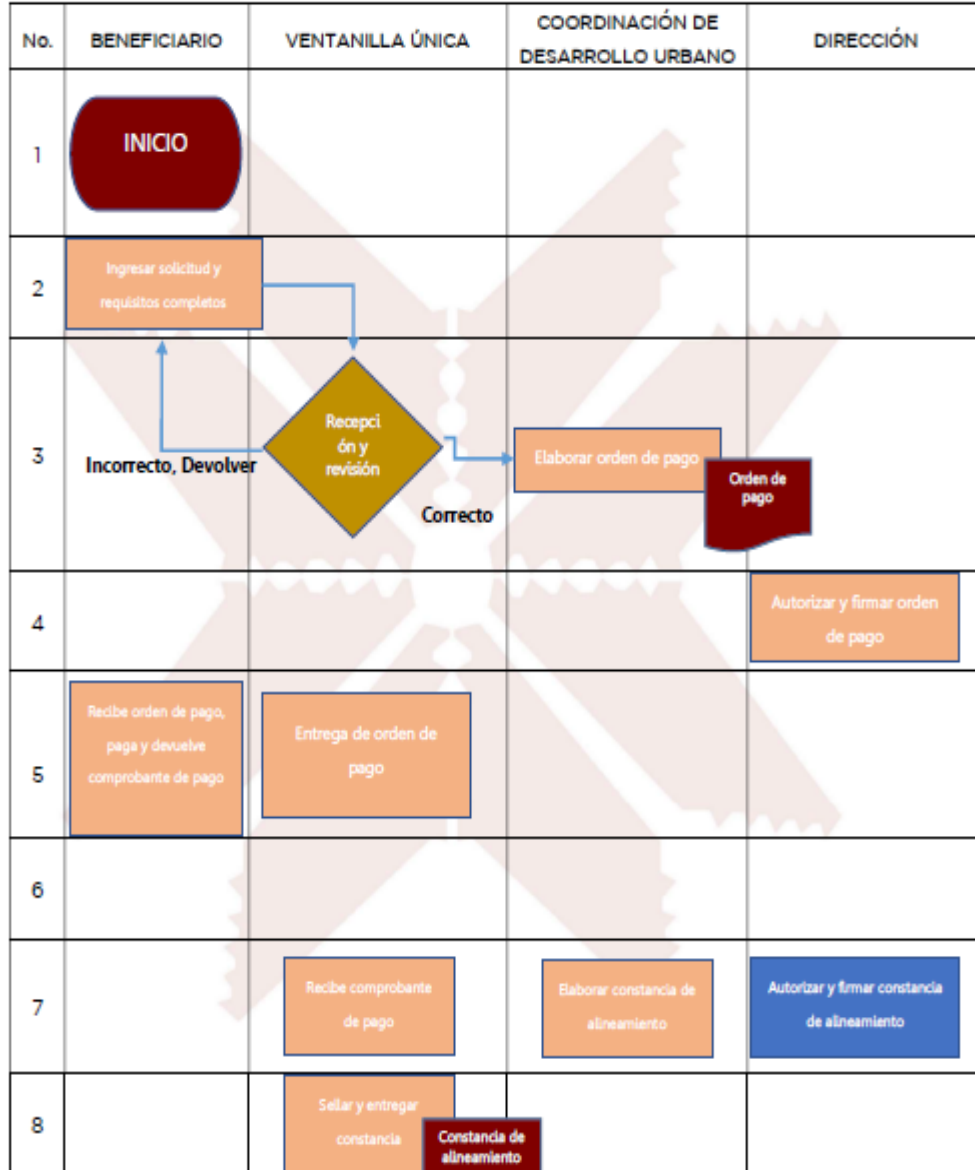 No.
BENEFICIARIO
VENTANILLA ÚNICA
COORDINACIÓN DE
DESARROLLO URBANO
DIRECCIÓN
1
INICIO
2
Ingresar solicitud y
requisitos completos
3
Recepci
ón y
revisión
Incorrecto, Devolver
Correcto
Elaborar orden de pago
Orden de
pago
4
Autorizar y firmar orden
de pago
5
Recibe orden de pago,
paga y devuelve
comprobante de pago
Entrega de orden de
pago
6
7
Recibe comprobante
de pago
Elaborar constancia de
alineamiento
Autorizar y firmar constancia
de alineamiento
8
Sellar y entregar
constancia
Constancia de
alineamiento